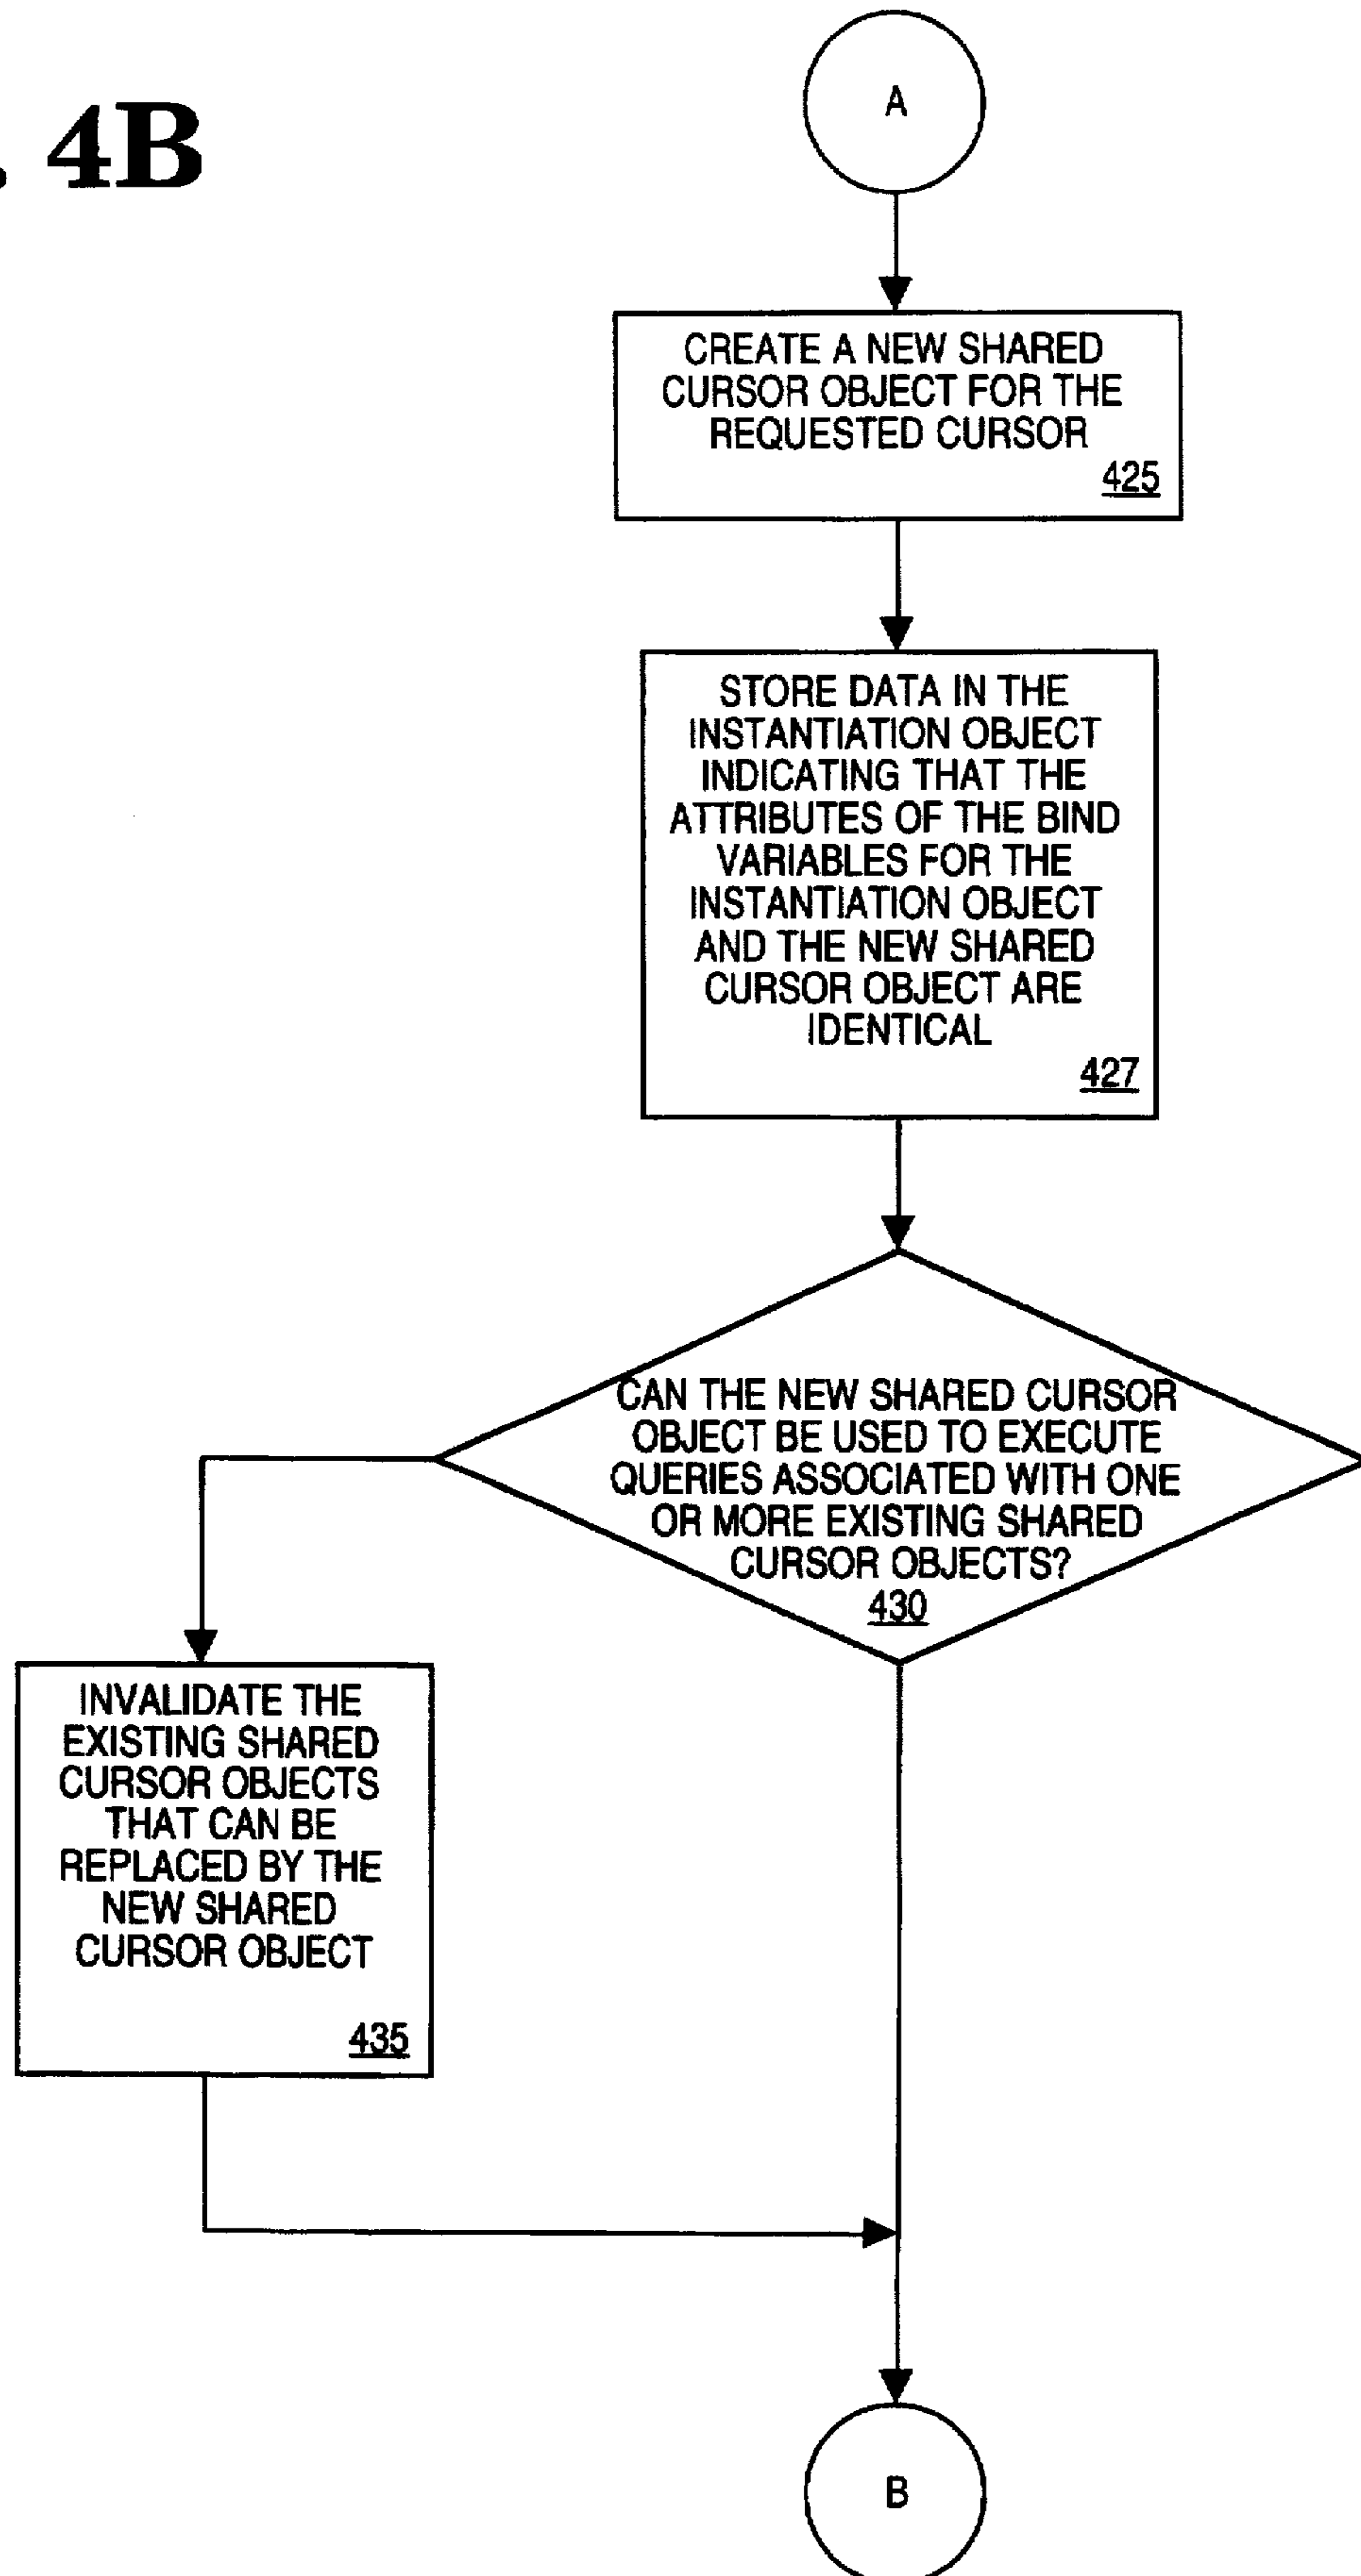 . 4B
A
CREATE A NEW SHARED
CURSOR OBJECT FOR THE
REQUESTED CURSOR
425
STORE DATA IN THE
INSTANTIATION OBJECT
INDICATING THAT THE
ATTRIBUTES OF THE BIND
VARIABLES FOR THE
INSTANTIATION OBJECT
AND THE NEW SHARED
CURSOR OBJECT ARE
IDENTICAL
427
CAN THE NEW SHARED CURSOR
OBJECT BE USED TO EXECUTE
QUERIES ASSOCIATED WITH ONE
OR MORE EXISTING SHARED
CURSOR OBJECTS?
430
INVALIDATE THE
EXISTING SHARED
CURSOR OBJECTS
THAT CAN BE
REPLACED BY THE
NEW SHARED
CURSOR OBJECT
435
B